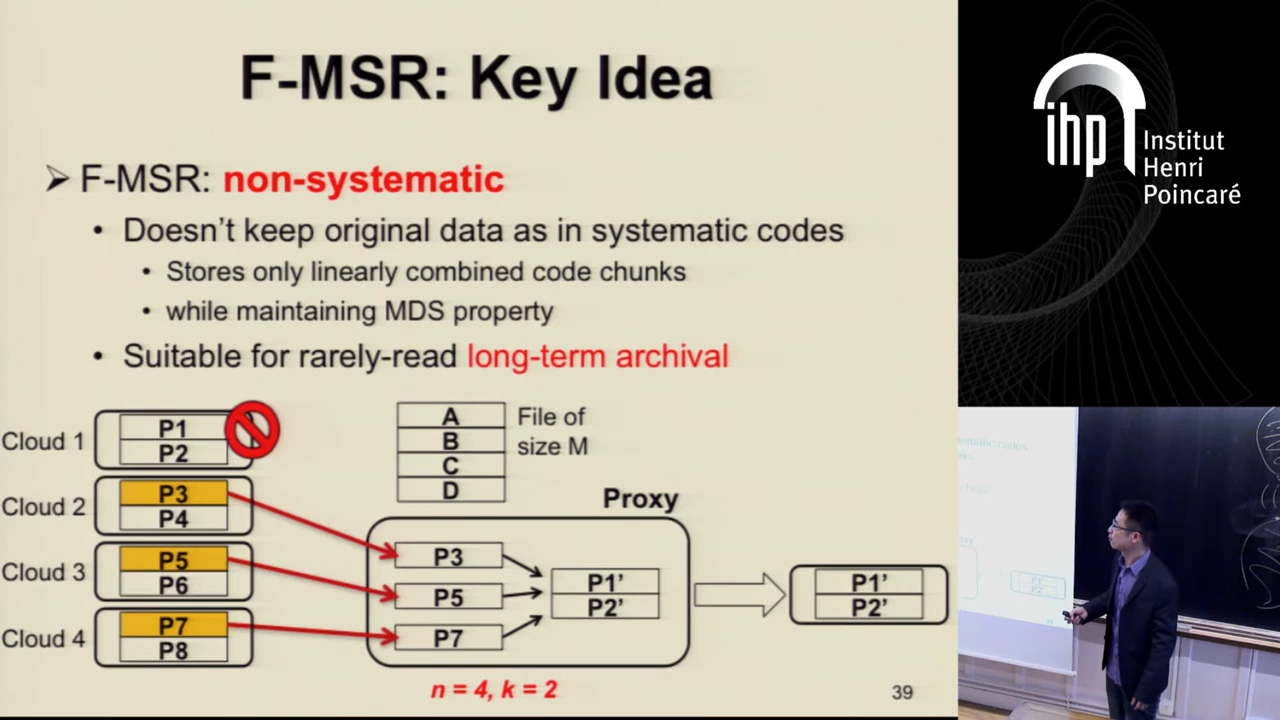 F-MSR: Key Idea
F-MSR: non-systematic
Doesn't keep original data as in systematic codes
Stores only linearly combined code chunks
while maintaining MDS property
Suitable for rarely-read long-term archival
Cloud 1
P1
P2
Cloud 2
P3
P4
Cloud 3
P5
P6
Cloud 4
P7
P8
A
B
C
D
File of
size M
Proxy
P3
P5
P7
P1'
P2'
P1'
P2'
n = 4, k = 2
39
ihp
Institut
Henri
Poincaré